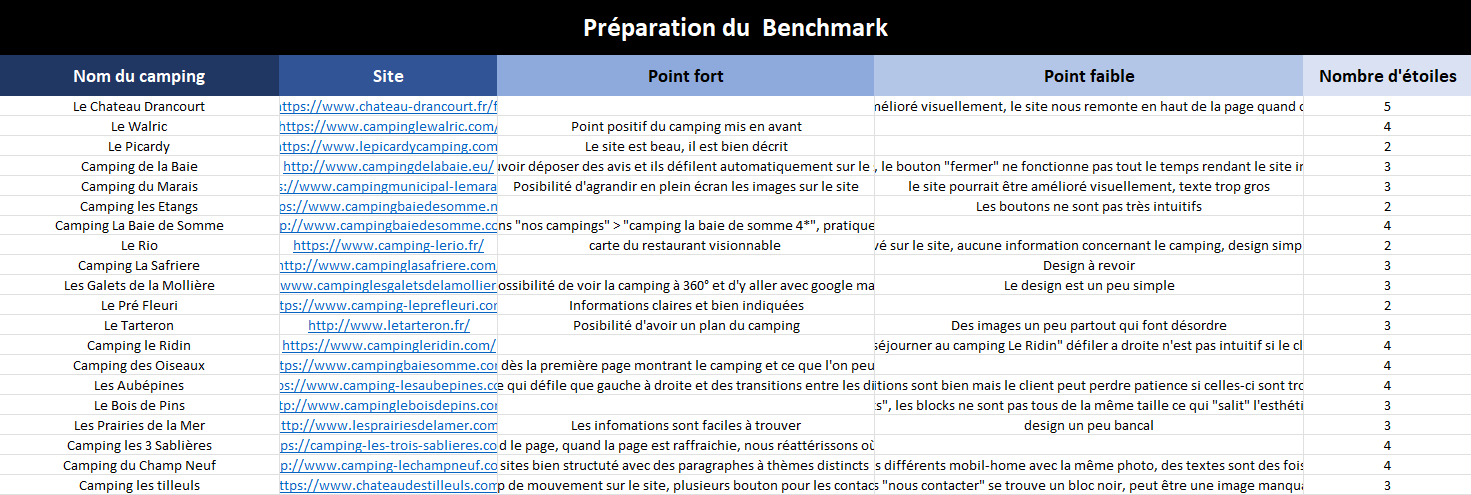 Préparation du Benchmark
Nom du camping Site Point fort Point faible Nombre d'étoiles
Le Chateau Drancourt ttps://www.chateau-drancourt.fr/f mélioré visuellement, le site nous remonte en haut de la page quand c 5
Le Walric https://www.campinglewalric.com/ Point positif du camping mis en avant 4
Le Picardy ttps://www.lepicardycamping.com Le site est beau, il est bien décrit 2
Camping de la Baie http://www.campingdelabaie.eu/ voir déposer des avis et ils défilent automatiquement sur le , le bouton "fermer" ne fonctionne pas tout le temps rendant le site in 3
Camping du Marais s://www.campingmunicipal-lemara Posibilité d'agrandir en plein écran les images sur le site le site pourrait être amélioré visuellement, texte trop gros 3
Camping les Etangs ps://www.campingbaiedesomme.n Les boutons ne sont pas très intuitifs 2
Camping La Baie de Somme p://www.campingbaiedesomme.cc ns "nos campings" > "camping la baie de somme 4*", pratique 4
Le Rio https://www.camping-lerio.fr/ carte du restaurant visionnable vé sur le site, aucune information concernant le camping, design simp 2
Camping La Safriere http://www.campinglasafriere.com Design à revoir 3
Les Galets de la Mollière www.campinglesgaletsdelamollier ossibilité de voir la camping à 360° et d'y aller avec google ma Le design est un peu simple 3
Le Pré Fleuri tps://www.camping-leprefleuri.cor Informations claires et bien indiquées 2
Le Tarteron http://www.letarteron.fr/ Posibilité d'avoir un plan du camping Des images un peu partout qui font désordre 3
Camping le Ridin https://www.campingleridin.com/ séjourner au camping Le Ridin" défiler a droite n'est pas intuitif si le cl 4
Camping des Oiseaux tps://www.campingbaiesomme.cor dès la première page montrant le camping et ce que l'on peu 4
Les Aubépines ps://www.camping-lesaubepines.cc e qui défile que gauche à droite et des transitions entre les di itions sont bien mais le client peut perdre patience si celles-ci sont tro 4
Le Bois de Pins tp://www.campingleboisdepins.cor s", les blocks ne sont pas tous de la même taille ce qui "salit" l'esthéti 3
Les Prairies de la Mer ttp://www.lesprairiesdelamer.com Les infomations sont faciles à trouver design un peu bancal 3
Camping les 3 Sablières ps://camping-les-trois-sablieres.co d le page, quand la page est raffraichie, nous réattérissons où 4
Camping du Champ Neuf p://www.camping-lechampneuf.co sites bien structuté avec des paragraphes à thèmes distincts s différents mobil-home avec la même photo, des textes sont des fois 4
Camping les tilleuls ttps://www.chateaudestilleuls.com p de mouvement sur le site, plusieurs bouton pour les contac s "nous contacter" se trouve un bloc noir, peut être une image manqua 3